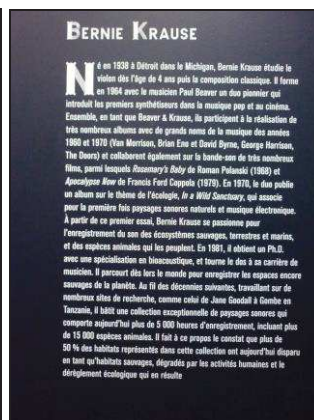 BERNIE KRAUSE
Né en 1938 à Détroit dans le Michigan, Bernie Krause étudie le
violon dès l'âge de 4 ans puis la composition classique. Il forme
en 1964 avec le musicien Paul Beaver un duo pionnier qui
introduit les premiers synthétiseurs dans la musique pop et au cinéma.
Ensemble, en tant que Beaver & Krause, ils participent à la réalisation de
très nombreux albums avec de grands noms de la musique des années
1960 et 1970 (Van Morrison, Brian Eno et David Byrne, George Harrison,
The Doors) et collaborent également sur la bande-son de très nombreux
films, parmi lesquels Rosemary's Baby de Roman Polanski (1968) et
Apocalypse Now de Francis Ford Coppola (1979). En 1970, le duo publie
un album sur le thème de l'écologie, In a Wild Sanctuary, qui associe
pour la première fois paysages sonores naturels et musique électronique.
À partir de ce premier essai, Bernie Krause se passionne pour
l'enregistrement du son des écosystèmes sauvages, terrestres et marins,
et des espèces animales qui les peuplent. En 1981, il obtient un Ph.D.
avec une spécialisation en bioacoustique, et tourne le dos à sa carrière de
musicien. Il parcourt dès lors le monde pour enregistrer les espaces encore
sauvages de la planète. Au fil des décennies suivantes, travaillant sur de
nombreux sites de recherche, comme celui de Jane Goodall à Gombe en
Tanzanie, il bâtit une collection exceptionnelle de paysages sonores qui
comporte aujourd'hui plus de 5 000 heures d'enregistrement, incluant plus
de 15 000 espèces animales. Il fait à ce propos le constat que plus de
50 % des habitats représentés dans cette collection ont aujourd'hui disparu
en tant qu'habitats sauvages, dégradés par les activités humaines et le
dérèglement écologique qui en résulte